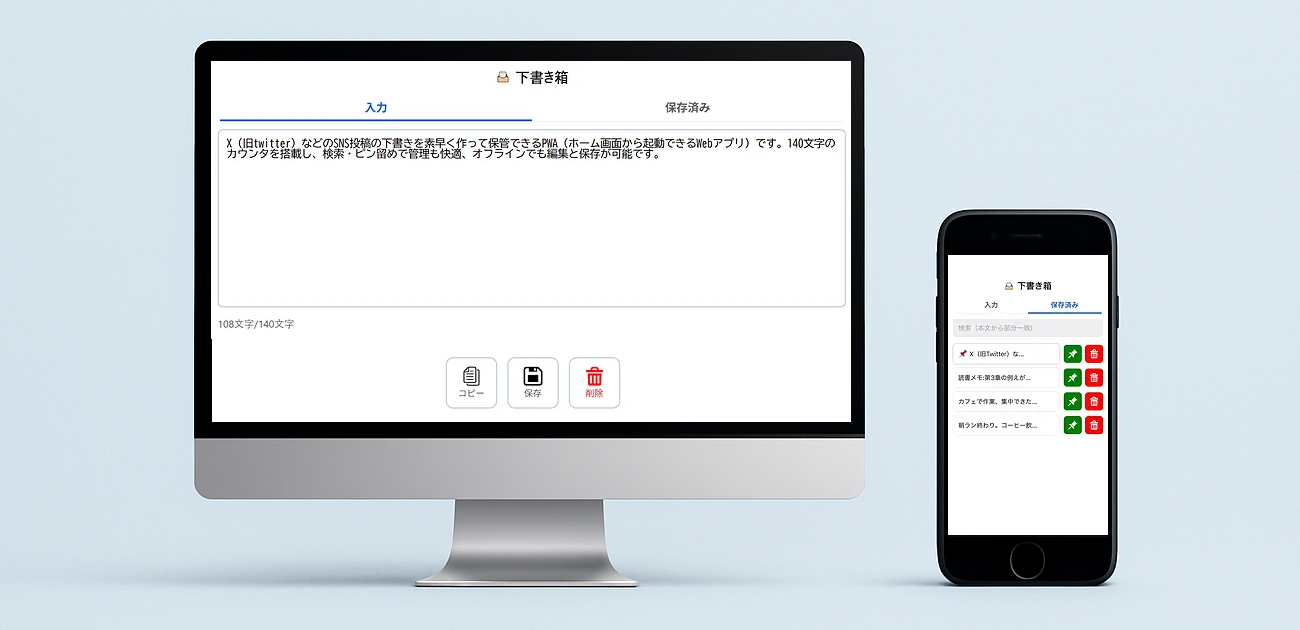 下書き箱
入力
保存済み
X（旧twitter）などのSNS投稿の下書きを素早く作って保管できるPWA（ホーム画面から起動できるWebアプリ）です。140文字の
カウンタを搭載し、検索・ピン留めで管理も快適、オフラインでも編集と保存が可能です。
108文字/140文字
コピー
保存
削除
下書き箱
入力
保存済み
検索（本文から部分一致）
X（旧Twitter）な...
読書メモ:第3章の例えが...
カフェで作業、集中できた...
朝ラン終わり。コーヒー飲...